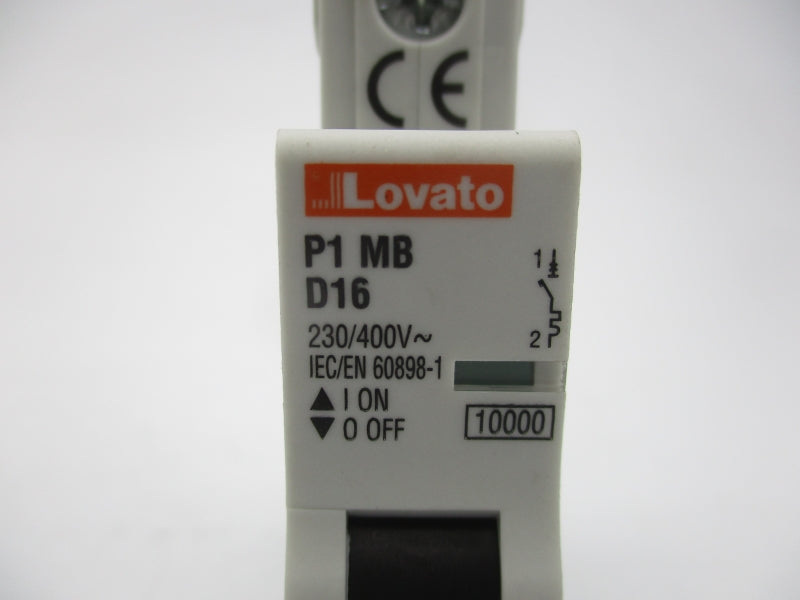 CE
Lovato
P1 MB
D16
230/400V~
IEC/EN 60898-1
▲ I ON
▼ O OFF
1
2
10000